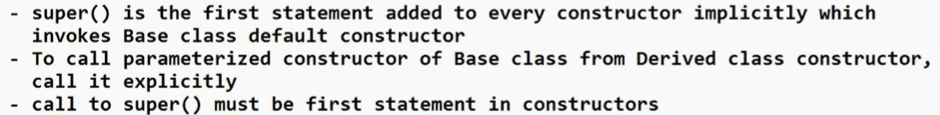 - super() is the first statement added to every constructor implicitly which
invokes Base class default constructor
- To call parameterized constructor of Base class from Derived class constructor,
call it explicitly
- call to super() must be first statement in constructors